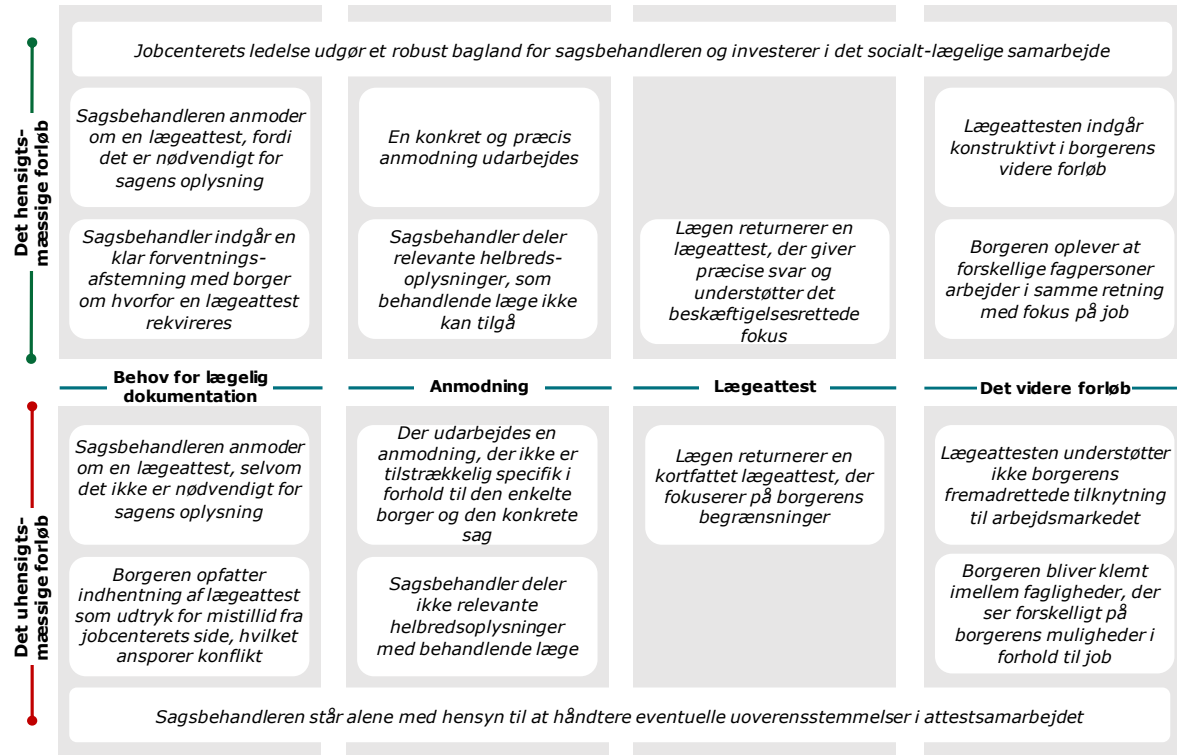 Det hensigts-
mæssige forløb
Jobcenterets ledelse udgør et robust bagland for sagsbehandleren og investerer i det socialt-lægelige samarbejde
Sagsbehandleren anmoder
om en lægeattest, fordi
det er nødvendigt for
sagens oplysning
En konkret og præcis
anmodning udarbejdes
Lægeattesten indgår
konstruktivt i borgerens
videre forløb
Sagsbehandler indgår en
klar forventnings-
afstemning med borger
om hvorfor en lægeattest
rekvireres
Sagsbehandler deler
relevante helbreds-
oplysninger, som
behandlende læge ikke
kan tilgå
Lægen returnerer en
lægeattest, der giver
præcise svar og
understøtter det
beskæftigelsesrettede
fokus
Borgeren oplever at
forskellige fagpersoner
arbejder i samme retning
med fokus på job
Behov for lægelig
dokumentation
Anmodning
Lægeattest
Det videre forløb
Det uhensigts-
mæssige forløb
Sagsbehandleren anmoder
om en lægeattest, selvom
det ikke er nødvendigt for
sagens oplysning
Der udarbejdes en
anmodning, der ikke er
tilstrækkelig specifik i
forhold til den enkelte
borger og den konkrete
sag
Lægen returnerer en
kortfattet lægeattest, der
fokuserer på borgerens
begrænsninger
Lægeattesten understøtter
ikke borgerens
fremadrettede tilknytning
til arbejdsmarkedet
Borgeren opfatter
indhentning af lægeattest
som udtryk for mistillid fra
jobcenterets side, hvilket
ansporer konflikt
Sagsbehandler deler
ikke relevante
helbredsoplysninger
med behandlende læge
Borgeren bliver klemt
imellem fagligheder, der
ser forskelligt på
borgerens muligheder i
forhold til job
Sagsbehandleren står alene med hensyn til at håndtere eventuelle uoverensstemmelser i attestsamarbejdet